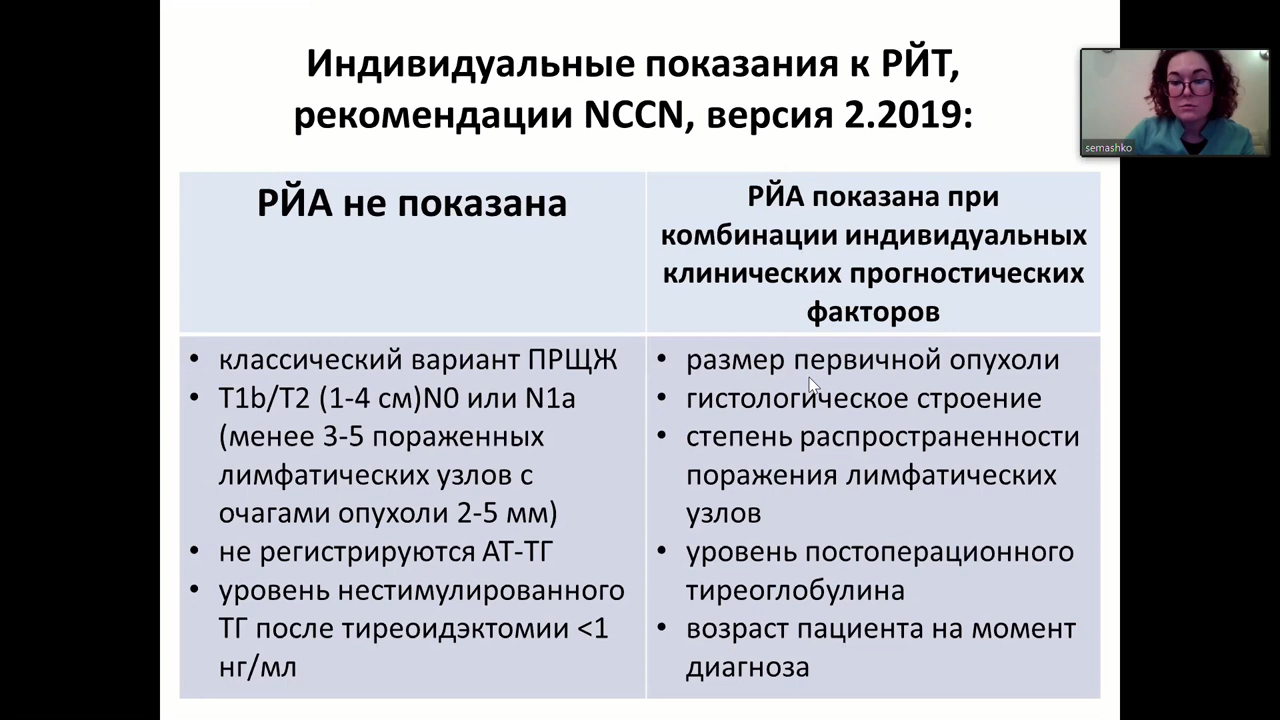 Индивидуальные показания к РЙТ,
рекомендации NCCN, версия 2.2019:
semashko
РЙА не показана
РЙА показана при
комбинации индивидуальных
клинических прогностических
факторов
• классический вариант ПРЩЖ
• T1b/T2 (1-4 см)N0 или N1a
(менее 3-5 пораженных
лимфатических узлов с
очагами опухоли 2-5 мм)
• не регистрируются АТ-ТГ
• уровень нестимулированного
ТГ после тиреоидэктомии <1
нг/мл
• размер первичной опухоли
• гистологическое строение
• степень распространенности
поражения лимфатических
узлов
• уровень постоперационного
тиреоглобулина
• возраст пациента на момент
диагноза